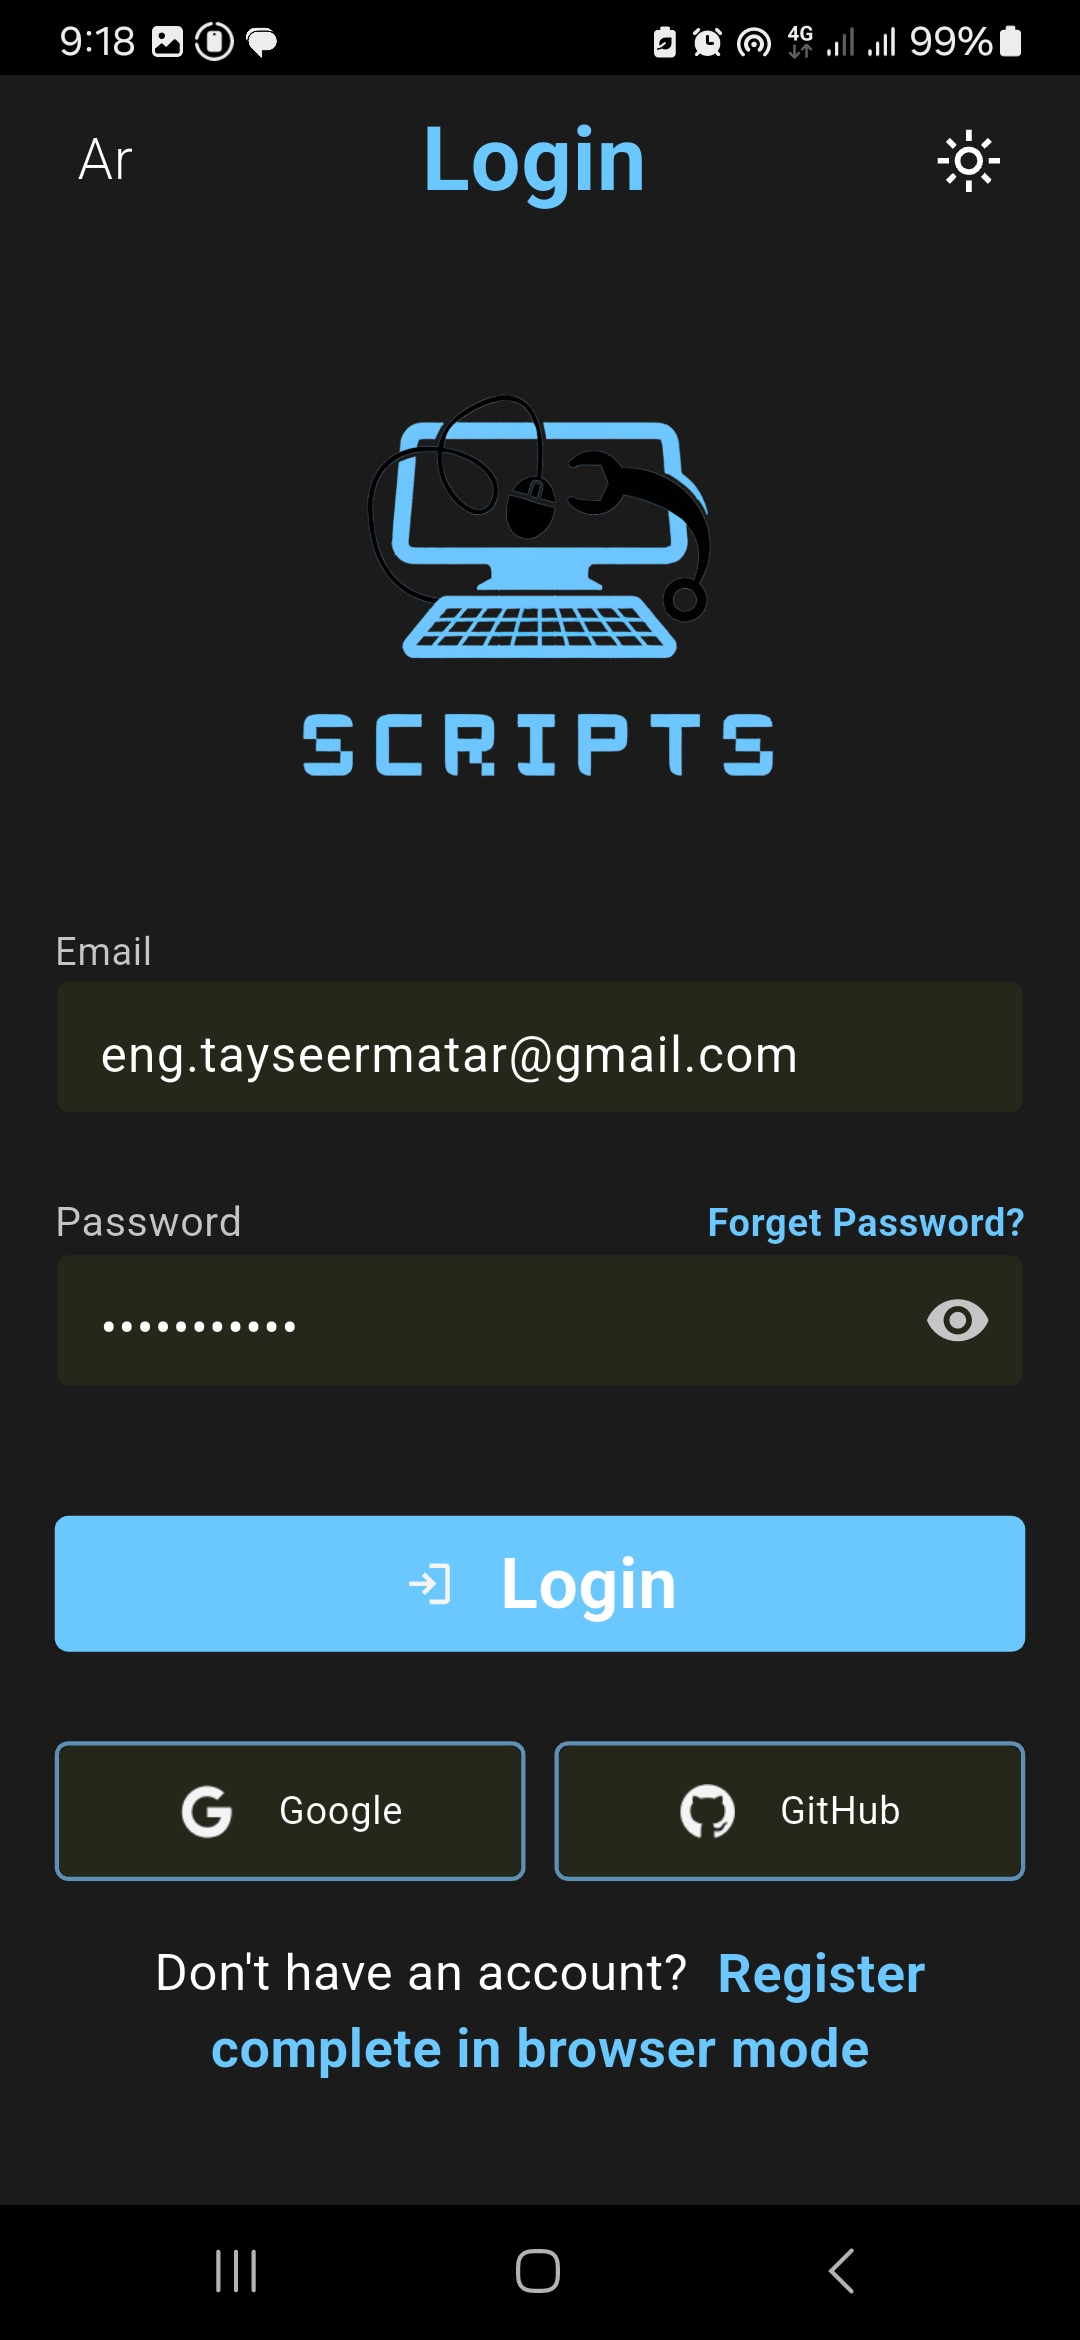 9:18 4G 99%
Ar Login
SCRIPTS
Email
eng.tayseermatar@gmail.com
Password Forget Password?
•••••••••••
Login
Google GitHub
Don't have an account? Register
complete in browser mode